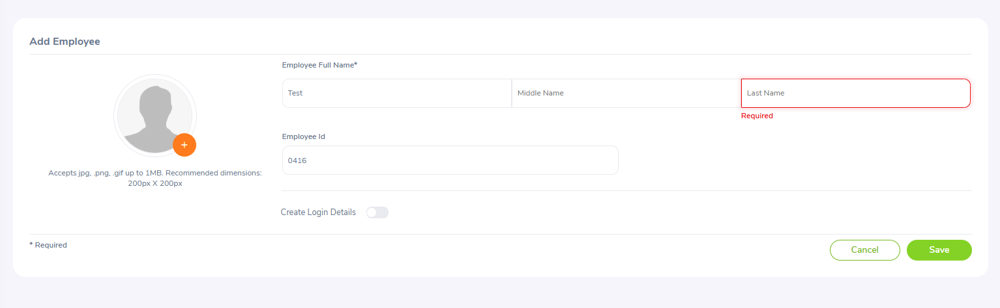 Add Employee
Employee Full Name*
Test Middle Name Last Name
Required
Employee Id
0416
+
Accepts jpg, .png, .gif up to 1MB. Recommended dimensions:
200px X 200px
Create Login Details
* Required
Cancel Save